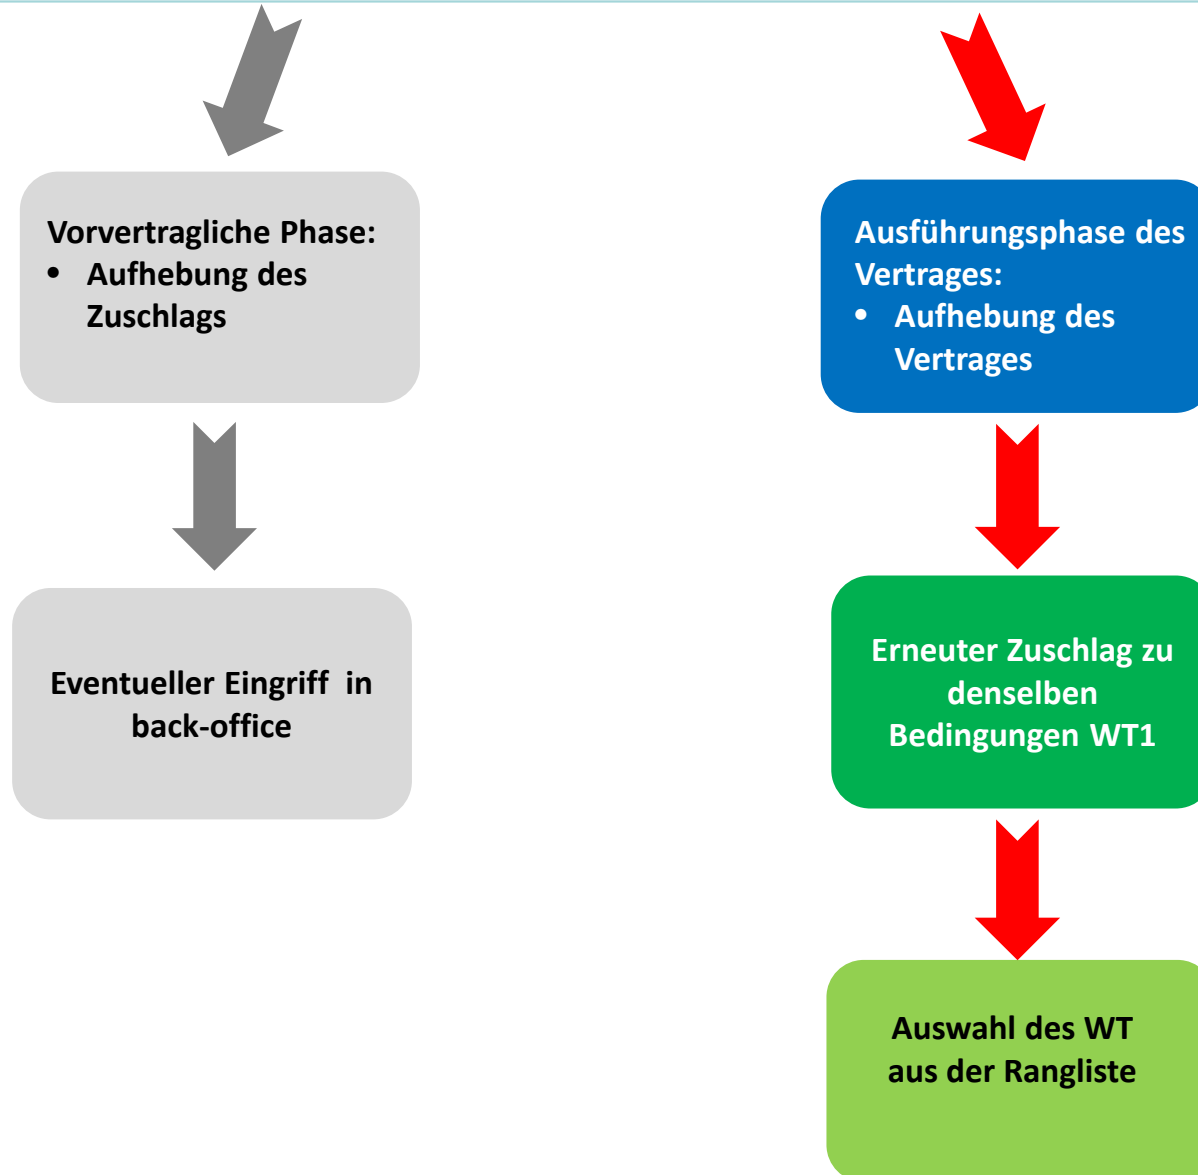 Vorvertragliche Phase:
• Aufhebung des
Zuschlags
Eventueller Eingriff in
back-office
Ausführungsphase des
Vertrages:
• Aufhebung des
Vertrages
Erneuter Zuschlag zu
denselben
Bedingungen WT1
Auswahl des WT
aus der Rangliste